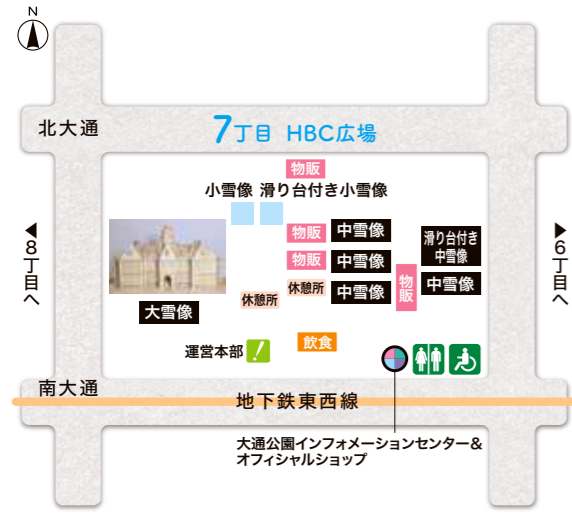 N
北大通
7丁目 HBC広場
物販
小雪像 滑り台付き小雪像
物販
中雪像
滑り台付き
中雪像
物販
中雪像
物販
休憩所
休憩所
中雪像
中雪像
大雪像
運営本部
!
飲食
◀8丁目へ
▶6丁目へ
南大通
地下鉄東西線
大通公園インフォメーションセンター&
オフィシャルショップ